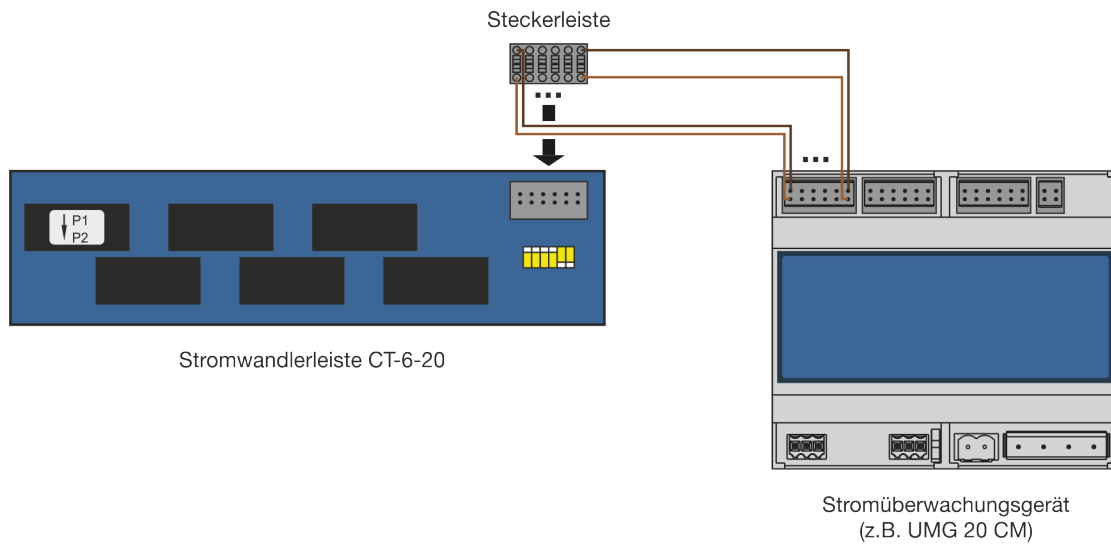 Steckerleiste
P1
P2
Stromwandlerleiste CT-6-20
Stromüberwachungsgerät
(z.B. UMG 20 CM)